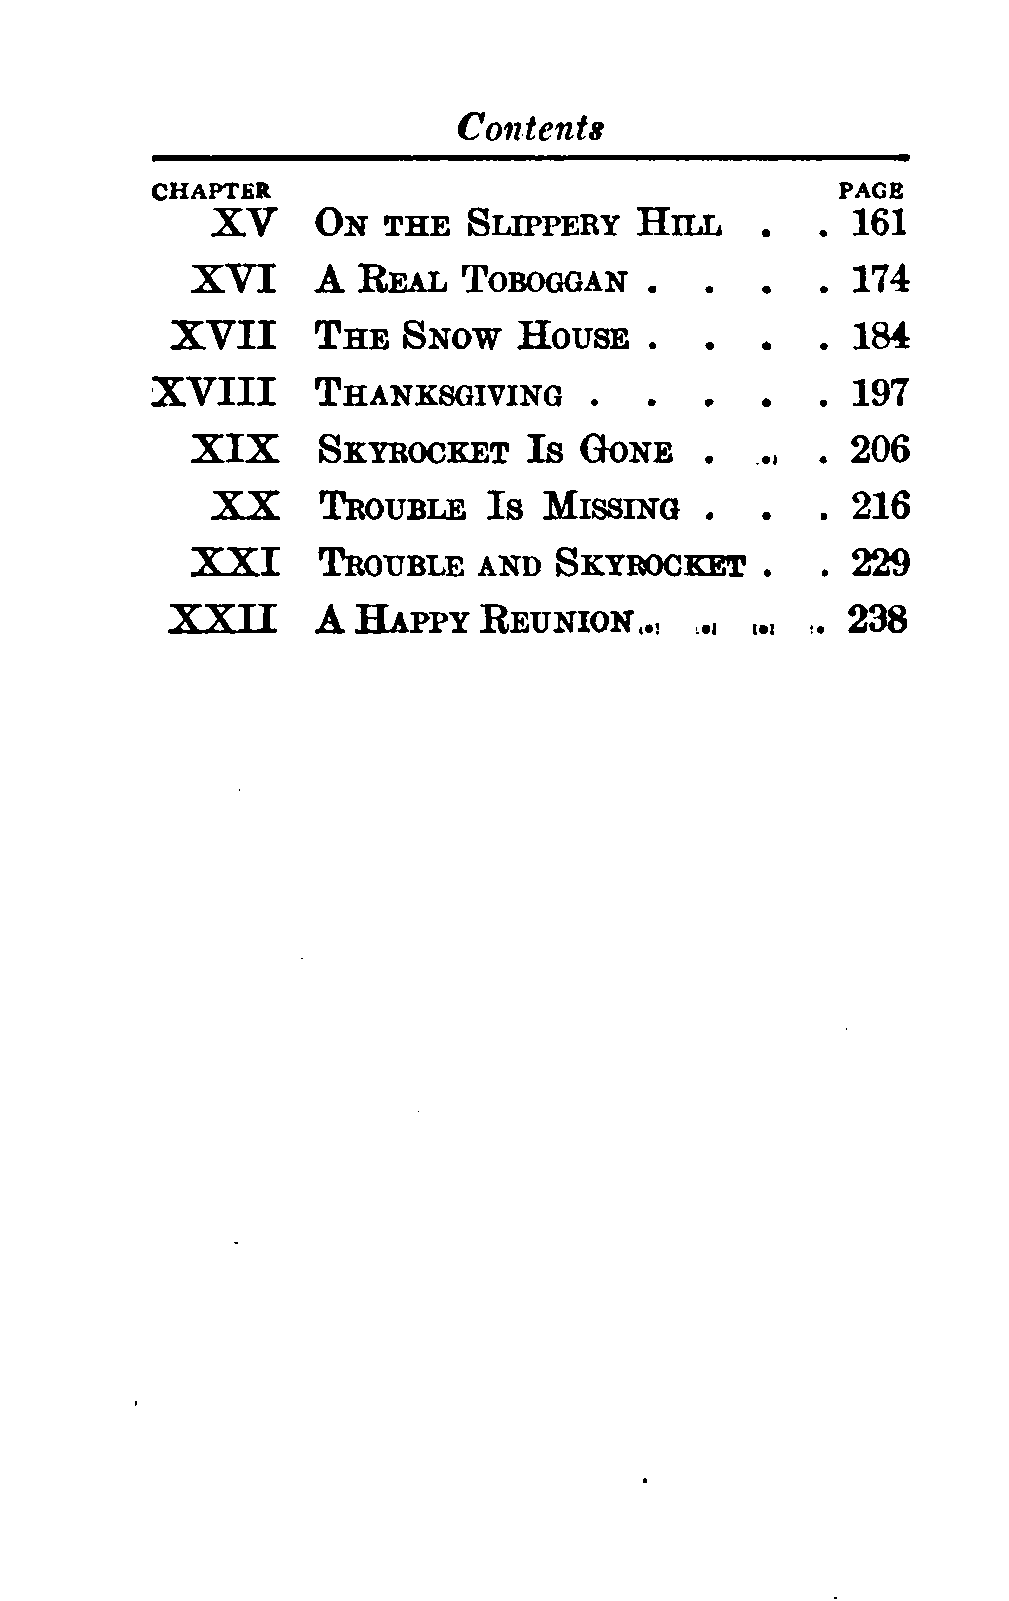 Contents
CHAPTER PAGE
XV On the Slippery Hill . . 161
XVI A Real Toboggan . . . . 174
XVII The Snow House . . . . 184
XVIII Thanksgiving . . . . . 197
XIX Skyrocket Is Gone . . . 206
XX Trouble Is Missing . . . 216
XXI Trouble and Skyrocket . . 229
XXII A Happy Reunion . . . . 238